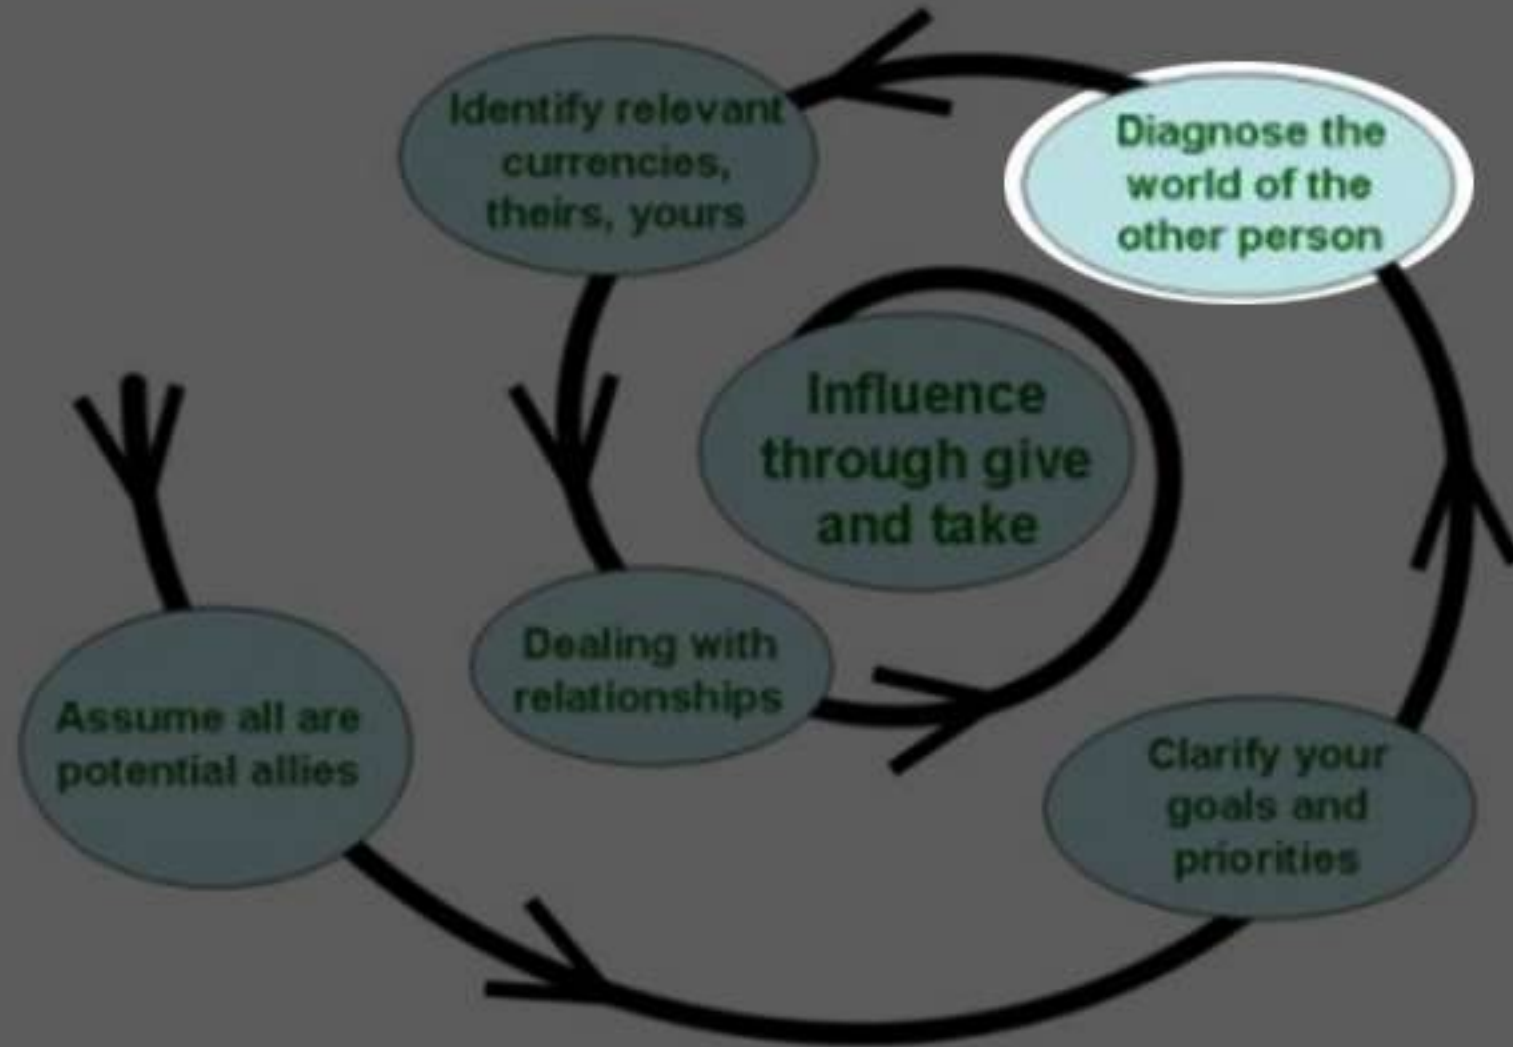 Identify relevant
currencies,
theirs, yours
Diagnose the
world of the
other person
Influence
through give
and take
Dealing with
relationships
Assume all are
potential allies
Clarify your
goals and
priorities